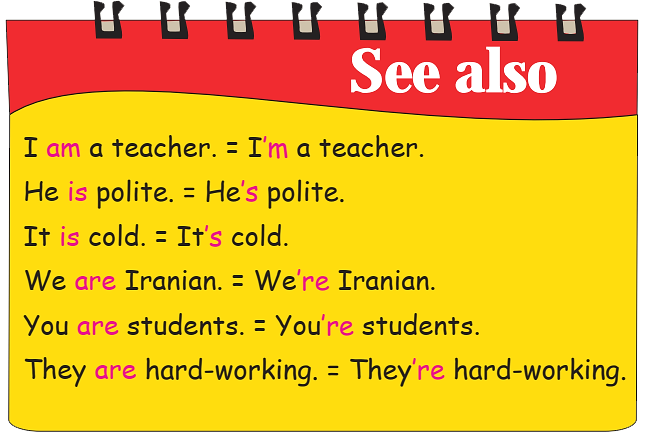 See also
I am a teacher. = I'm a teacher.
He is polite. = He's polite.
It is cold. = It's cold.
We are Iranian. = We're Iranian.
You are students. = You're students.
They are hard-working. = They're hard-working.